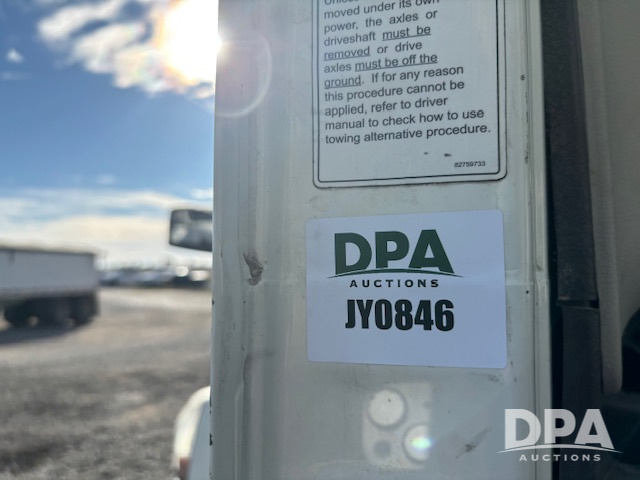 moved under its own
power, the axles or
driveshaft must be
removed or drive
axles must be off the
ground. If for any reason
this procedure cannot be
applied, refer to driver
manual to check how to use
towing alternative procedure.
82759733
DPA
AUCTIONS
JY0846
DPA
AUCTIONS